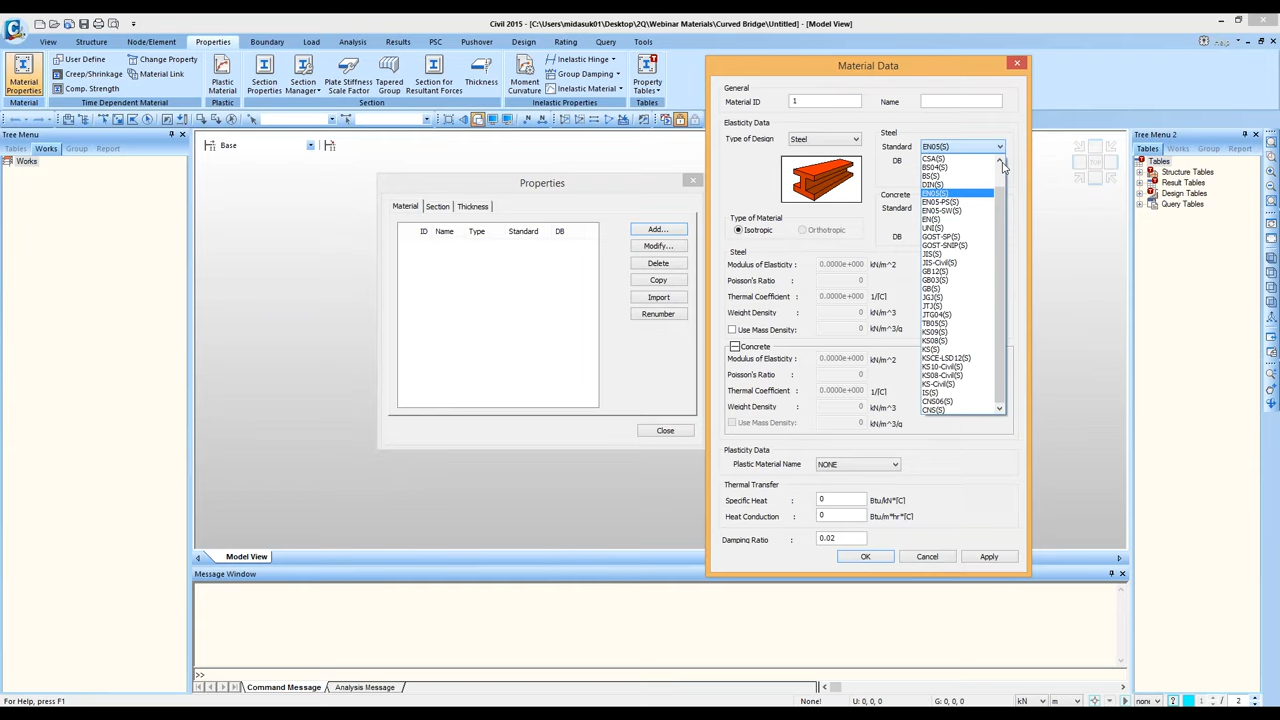 Civil 2015 - [C:\Users\midasuk01\Desktop\2Q\Webinar Materials\Curved Bridge\Untitled] - [Model View]
View Structure Node/Element Properties Boundary Load Analysis Results PSC Pushover Design Rating Query Tools Help
Material Properties
User Define
Creep/Shrinkage
Comp. Strength
Change Property
Material Link
Plastic Material
Section Properties
Section Manager
Plate Stiffness Scale Factor
Tapered Group
Section for Resultant Forces
Thickness
Moment Curvature
Inelastic Hinge
Group Damping
Inelastic Material
Property Tables
Material Time Dependent Material Plastic Section Inelastic Properties Tables
Base
Tree Menu
Tables Works Group Report
Works
Properties
Material Section Thickness
ID Name Type Standard DB
Add...
Modify...
Delete
Copy
Import
Renumber
Close
Material Data
General
Material ID 1 Name
Elasticity Data
Type of Design Steel
Steel
Standard EN05(S)
DB
CSA(S)
BS04(S)
BS(S)
DIN(S)
EN05(S)
EN05-PS(S)
EN05-SW(S)
EN(S)
UNI(S)
GOST-SP(S)
GOST-SNIP(S)
JIS(S)
JIS-Civil(S)
GB12(S)
GB03(S)
GB(S)
JGJ(S)
JTJ(S)
JTG04(S)
TB05(S)
KS09(S)
KS08(S)
KS(S)
KSCE-LSD12(S)
KS10-Civil(S)
KS08-Civil(S)
KS-Civil(S)
IS(S)
CNS06(S)
CNS(S)
Concrete
Standard
DB
Type of Material
Isotropic Orthotropic
Steel
Modulus of Elasticity : 0.0000e+000 kN/m^2
Poisson's Ratio : 0
Thermal Coefficient : 0.0000e+000 1/[C]
Weight Density : 0 kN/m^3
Use Mass Density: 0 kN/m^3/g
Concrete
Modulus of Elasticity : 0.0000e+000 kN/m^2
Poisson's Ratio : 0
Thermal Coefficient : 0.0000e+000 1/[C]
Weight Density : 0 kN/m^3
Use Mass Density: 0 kN/m^3/g
Plasticity Data
Plastic Material Name NONE
Thermal Transfer
Specific Heat : 0 Btu/kN*[C]
Heat Conduction : 0 Btu/m*hr*[C]
Damping Ratio : 0.02
OK Cancel Apply
TOP
Tree Menu 2
Tables Works Group Report
Tables
Structure Tables
Result Tables
Design Tables
Query Tables
Model View
Message Window
>>
Command Message Analysis Message
For Help, press F1
None! U: 0, 0, 0 G: 0, 0, 0 kN m none 1 / 2